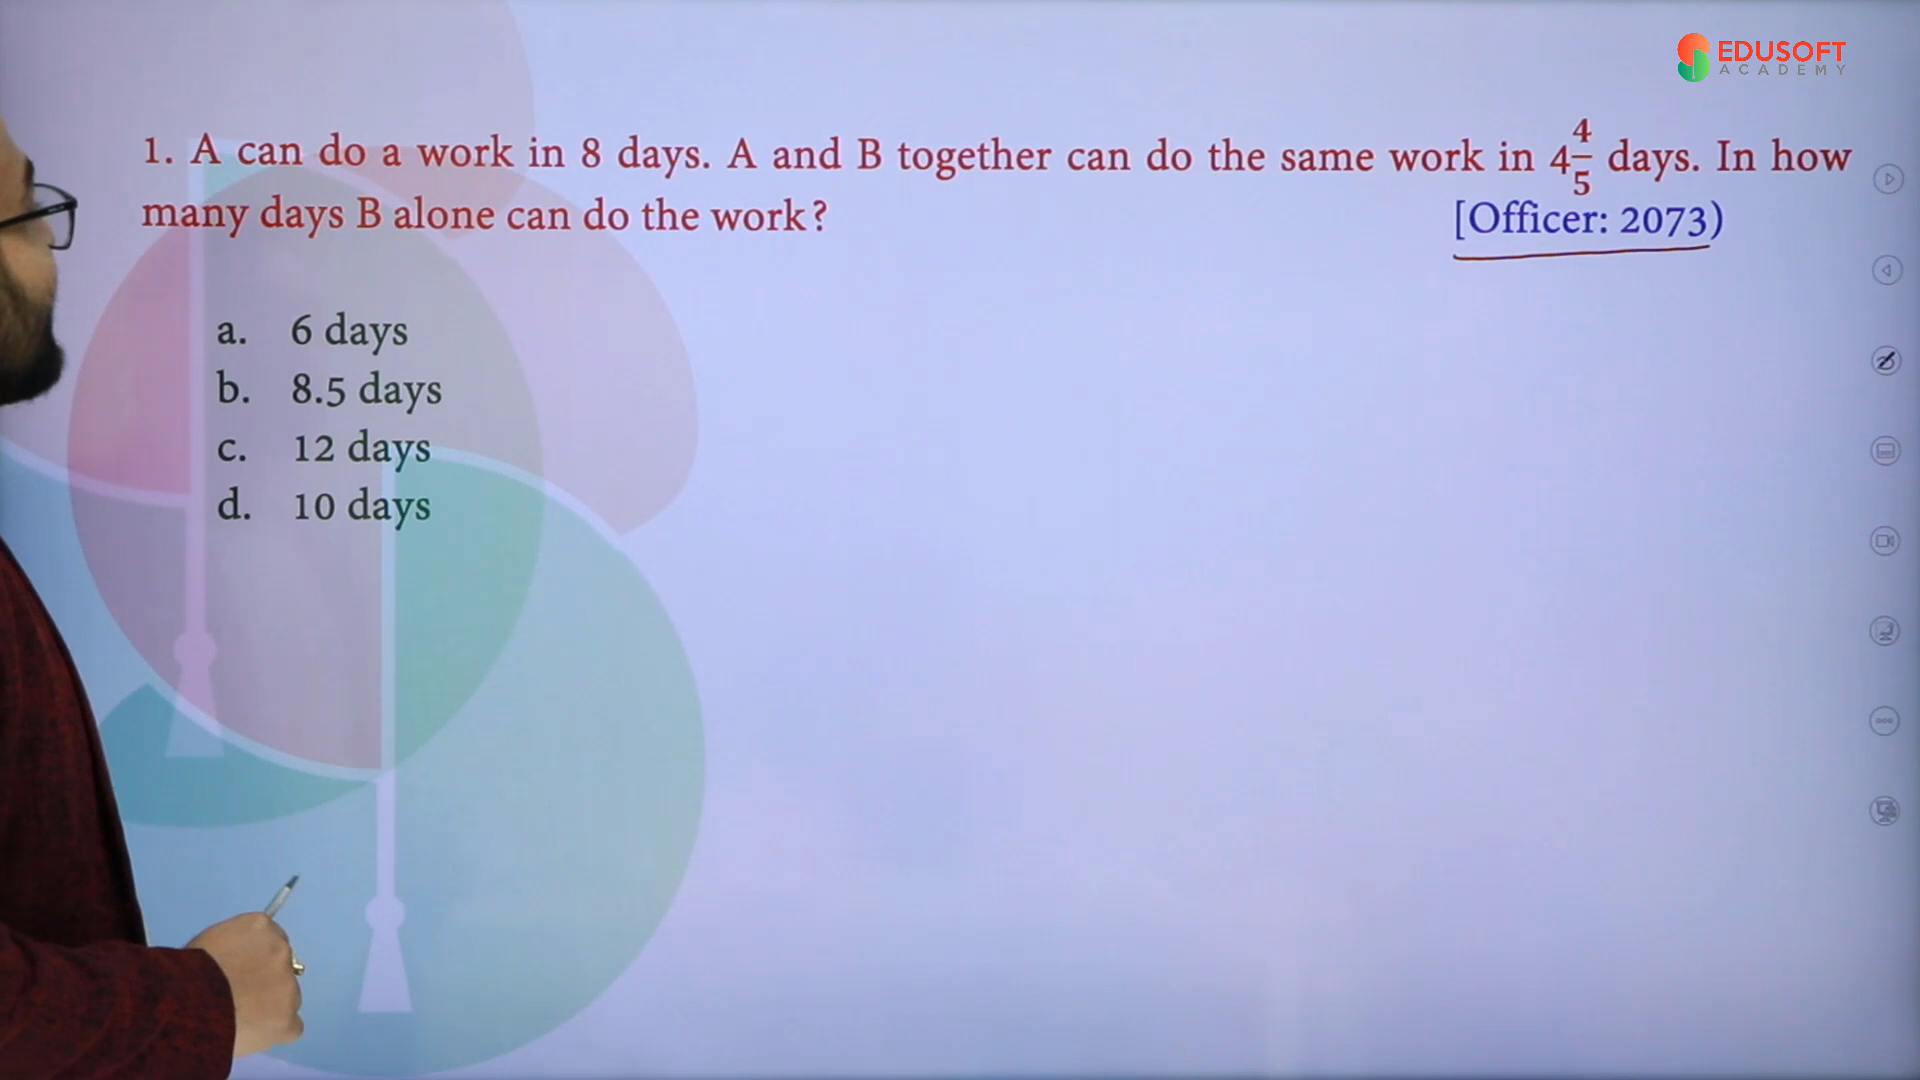 EDUSOFT
ACADEMY
1. A can do a work in 8 days. A and B together can do the same work in 4 4/5 days. In how
many days B alone can do the work?
[Officer: 2073)
a. 6 days
b. 8.5 days
c. 12 days
d. 10 days